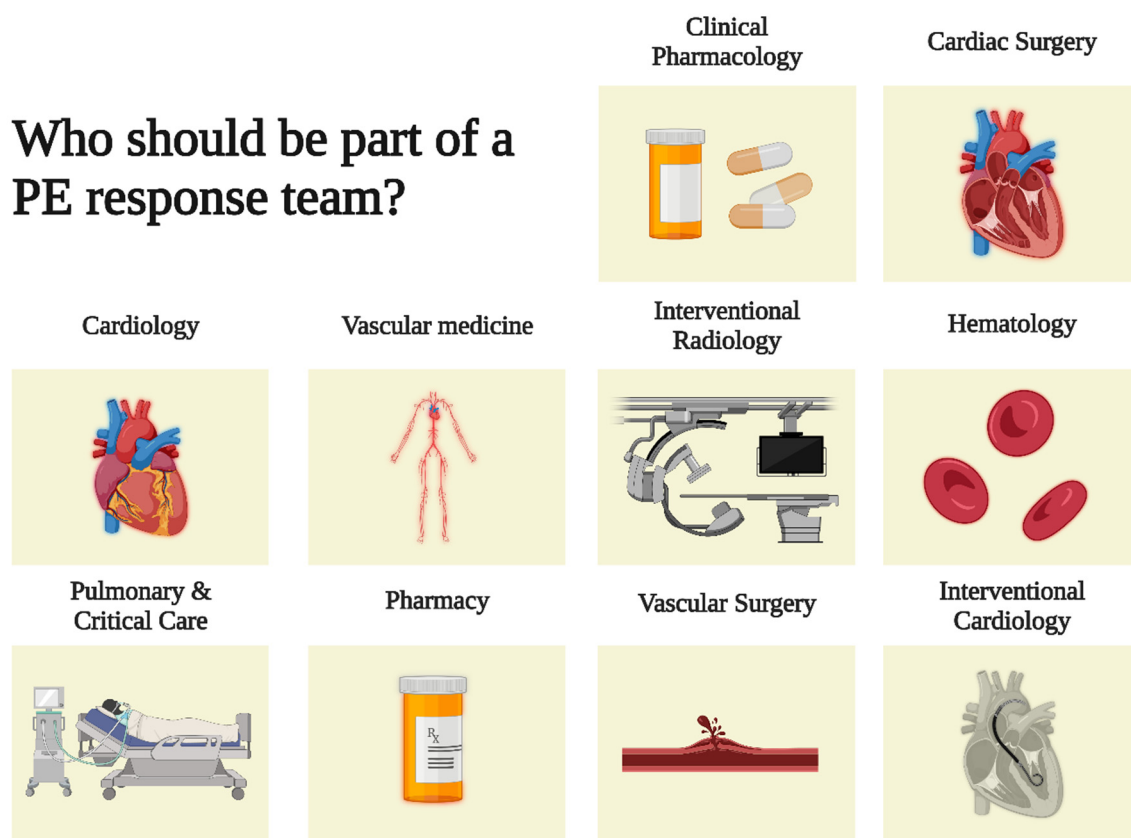 Who should be part of a
PE response team?
Clinical
Pharmacology
Cardiac Surgery
Cardiology
Vascular medicine
Interventional
Radiology
Hematology
Pulmonary &
Critical Care
Pharmacy
Vascular Surgery
Interventional
Cardiology
Rx